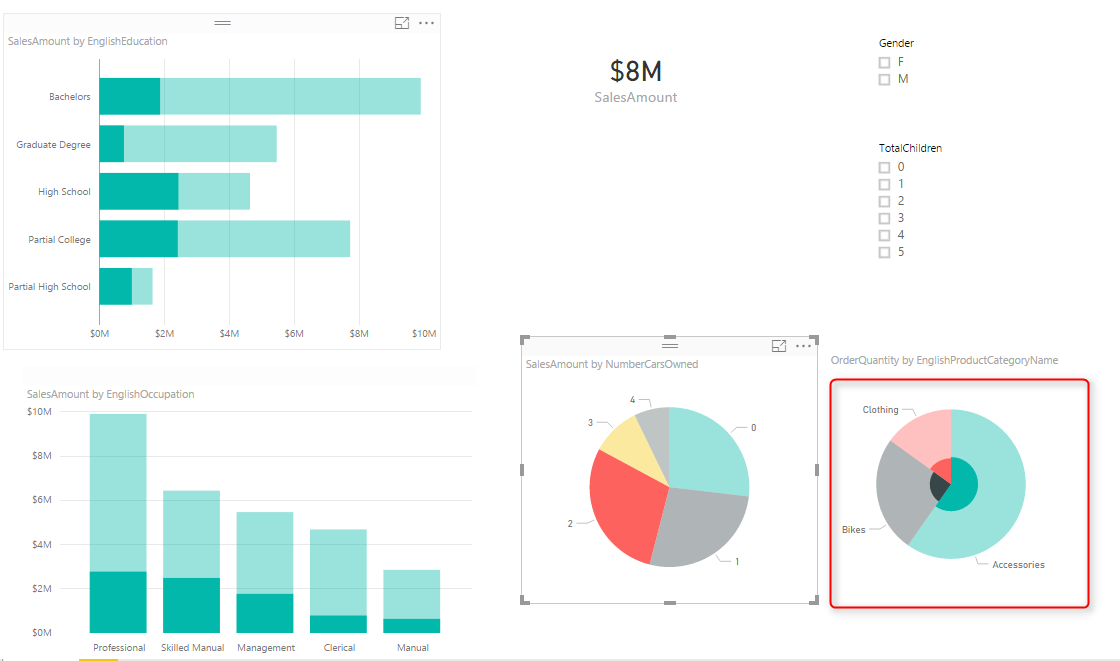 SalesAmount by EnglishEducation
Bachelors
Graduate Degree
High School
Partial College
Partial High School
$0M $2M $4M $6M $8M $10M
$8M
SalesAmount
Gender
F
M
TotalChildren
0
1
2
3
4
5
SalesAmount by EnglishOccupation
$10M
$8M
$6M
$4M
$2M
$0M
Professional Skilled Manual Management Clerical Manual
SalesAmount by NumberCarsOwned
4
3
0
2
1
OrderQuantity by EnglishProductCategoryName
Clothing
Bikes
Accessories